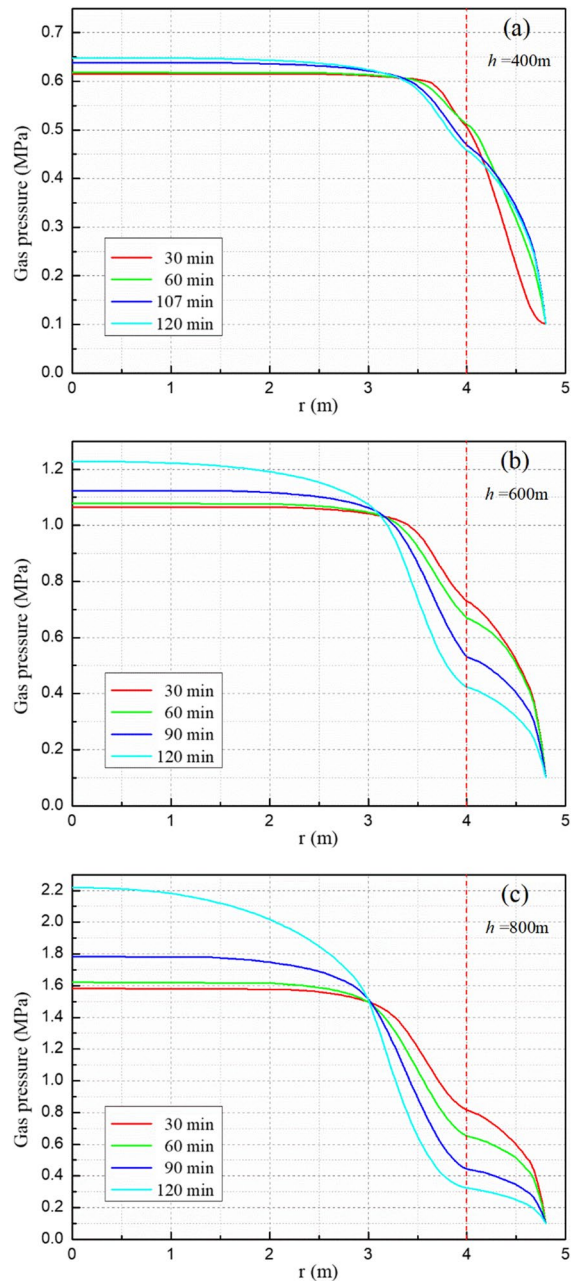 (a)
h =400m
Gas pressure (MPa)
0.7
0.6
0.5
0.4
0.3
0.2
0.1
0.0
30 min
60 min
107 min
120 min
0 1 2 3 4 5
r (m)
(b)
h =600m
Gas pressure (MPa)
1.2
1.0
0.8
0.6
0.4
0.2
0.0
30 min
60 min
90 min
120 min
0 1 2 3 4 5
r (m)
(c)
h =800m
Gas pressure (MPa)
2.2
2.0
1.8
1.6
1.4
1.2
1.0
0.8
0.6
0.4
0.2
0.0
30 min
60 min
90 min
120 min
0 1 2 3 4 5
r (m)